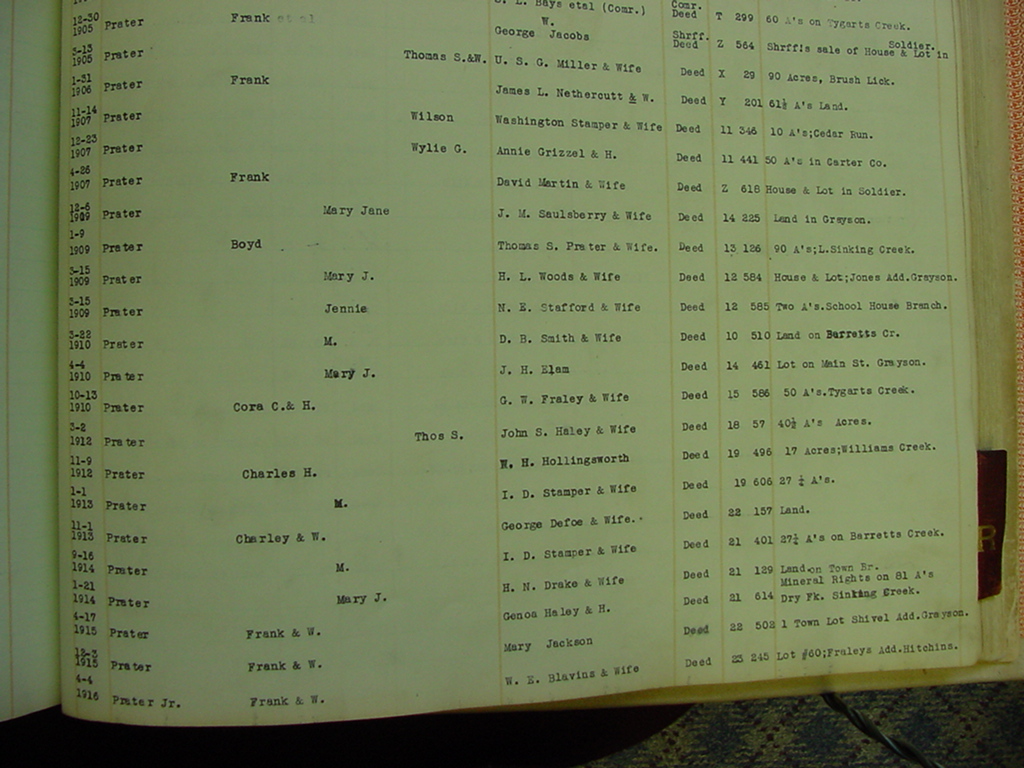 L. Bays etal (Comr.) W. Comr. Deed T 299 60 A's on Tygarts Creek.
12-30 1905 Prater Frank et al George Jacobs Shrff. Deed Z 564 Shrff's sale of House & Lot in Soldier.
3-13 1905 Prater Thomas S.&W. U. S. G. Miller & Wife Deed X 29 90 Acres, Brush Lick.
1-31 1906 Prater Frank James L. Nethercutt & W. Deed Y 201 61½ A's Land.
11-14 1907 Prater Wilson Washington Stamper & Wife Deed 11 346 10 A's;Cedar Run.
12-23 1907 Prater Wylie G. Annie Grizzel & H. Deed 11 441 50 A's in Carter Co.
4-26 1907 Prater Frank David Martin & Wife Deed Z 618 House & Lot in Soldier.
12-6 1909 Prater Mary Jane J. M. Saulsberry & Wife Deed 14 225 Land in Grayson.
1-9 1909 Prater Boyd Thomas S. Prater & Wife. Deed 13 126 90 A's;L.Sinking Creek.
3-15 1909 Prater Mary J. H. L. Woods & Wife Deed 12 584 House & Lot;Jones Add.Grayson.
3-15 1909 Prater Jennie N. E. Stafford & Wife Deed 12 585 Two A's.School House Branch.
3-22 1910 Prater M. D. B. Smith & Wife Deed 10 510 Land on Barretts Cr.
4-4 1910 Prater Mary J. J. H. Elam Deed 14 461 Lot on Main St. Grayson.
10-13 1910 Prater Cora C.& H. G. W. Fraley & Wife Deed 15 586 50 A's.Tygarts Creek.
3-2 1912 Prater Thos S. John S. Haley & Wife Deed 18 57 40½ A's Acres.
11-9 1912 Prater Charles H. W. H. Hollingsworth Deed 19 496 17 Acres;Williams Creek.
1-1 1913 Prater M. I. D. Stamper & Wife Deed 19 606 27 ¼ A's.
11-1 1913 Prater Charley & W. George Defoe & Wife. Deed 22 157 Land.
9-16 1914 Prater M. I. D. Stamper & Wife Deed 21 401 27¼ A's on Barretts Creek.
1-21 1914 Prater Mary J. H. N. Drake & Wife Deed 21 129 Land on Town Br.
4-17 1915 Prater Frank & W. Genoa Haley & H. Deed 21 614 Mineral Rights on 81 A's Dry Fk. Sinking Creek.
12-3 1915 Prater Frank & W. Mary Jackson Deed 22 502 1 Town Lot Shivel Add.Grayson.
4-4 1916 Prater Jr. Frank & W. W. E. Blavins & Wife Deed 23 245 Lot #60;Fraleys Add.Hitchins.
R